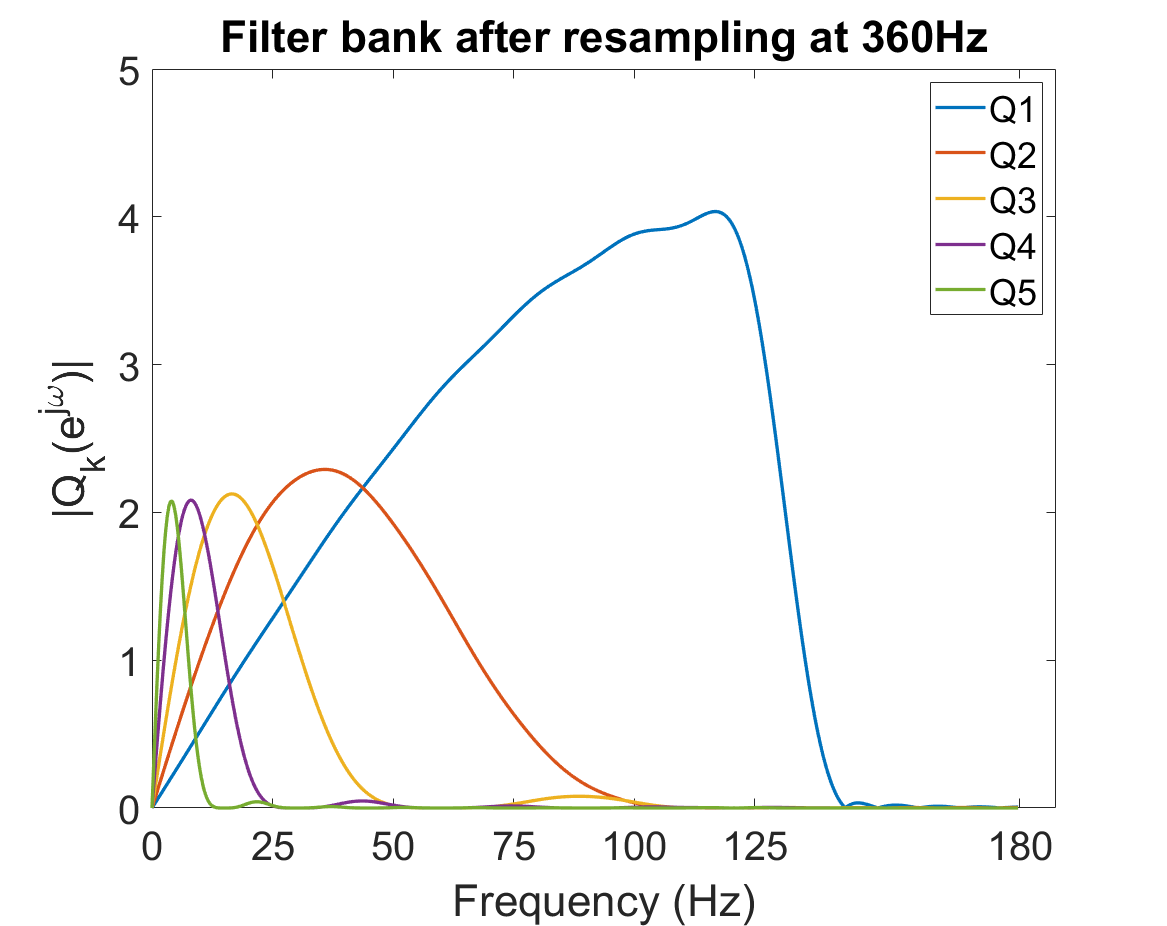 Filter bank after resampling at 360Hz
5
4
3
2
1
0
|Q_k(e^{jω})|
Q1
Q2
Q3
Q4
Q5
0 25 50 75 100 125 180
Frequency (Hz)